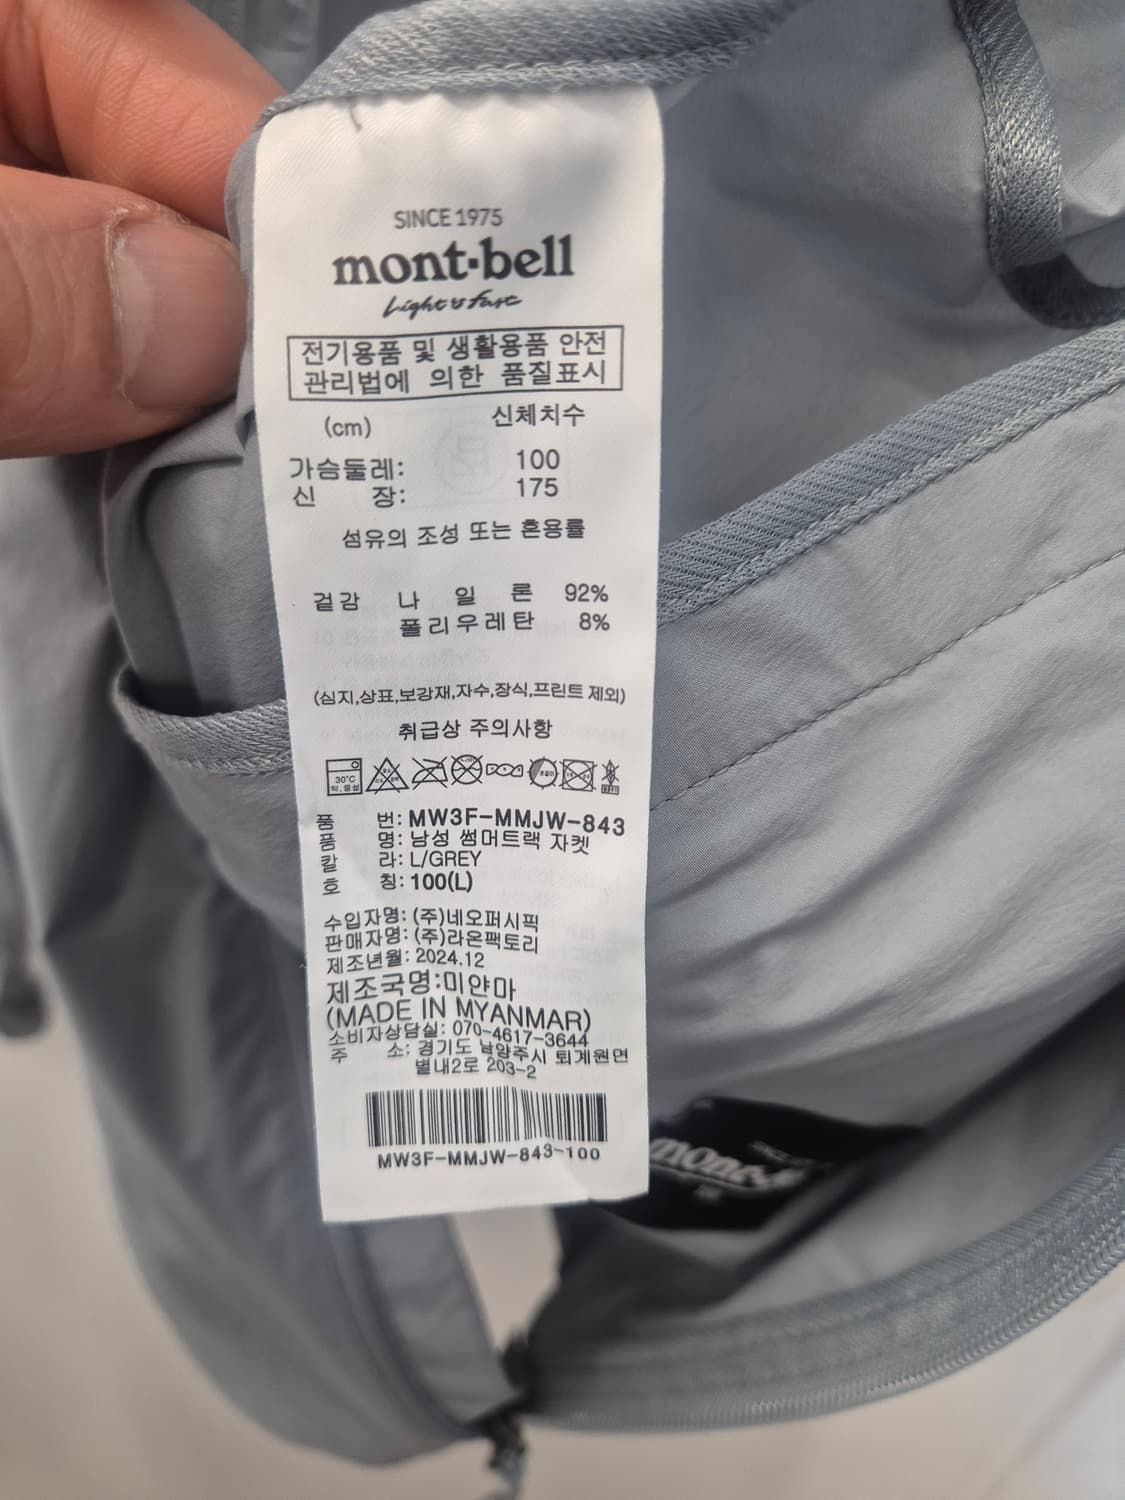 SINCE 1975
mont·bell
Light & Fast
전기용품 및 생활용품 안전
관리법에 의한 품질표시
(cm) 신체치수
가슴둘레: 100
신 장: 175
섬유의 조성 또는 혼용률
겉감 나 일 론 92%
폴리우레탄 8%
(심지,상표,보강재,자수,장식,프린트 제외)
취급상 주의사항
30°C
품 번: MW3F-MMJW-843
품 명: 남성 썸머트랙 자켓
칼 라: L/GREY
호 칭: 100(L)
수입자명: (주)네오퍼시픽
판매자명: (주)라온팩토리
제조년월: 2024.12
제조국명:미얀마
(MADE IN MYANMAR)
소비자상담실: 070-4617-3644
주 소: 경기도 남양주시 퇴계원면
별내2로 203-2
MW3F-MMJW-843-100